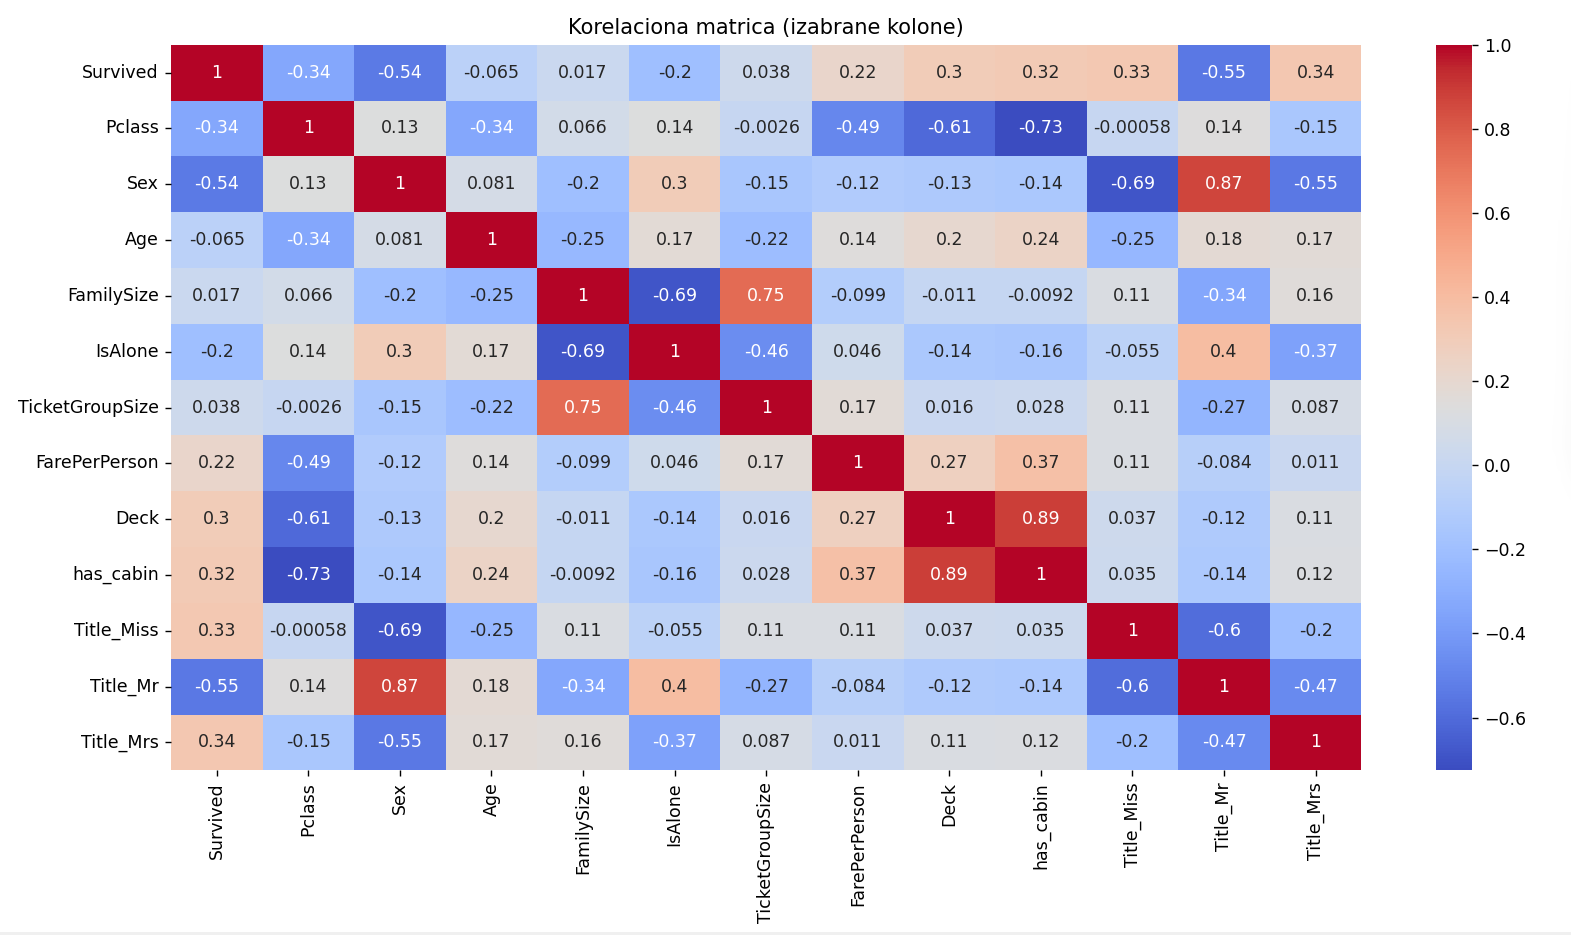 Korelaciona matrica (izabrane kolone)
Survived 1 -0.34 -0.54 -0.065 0.017 -0.2 0.038 0.22 0.3 0.32 0.33 -0.55 0.34
Pclass -0.34 1 0.13 -0.34 0.066 0.14 -0.0026 -0.49 -0.61 -0.73 -0.00058 0.14 -0.15
Sex -0.54 0.13 1 0.081 -0.2 0.3 -0.15 -0.12 -0.13 -0.14 -0.69 0.87 -0.55
Age -0.065 -0.34 0.081 1 -0.25 0.17 -0.22 0.14 0.2 0.24 -0.25 0.18 0.17
FamilySize 0.017 0.066 -0.2 -0.25 1 -0.69 0.75 -0.099 -0.011 -0.0092 0.11 -0.34 0.16
IsAlone -0.2 0.14 0.3 0.17 -0.69 1 -0.46 0.046 -0.14 -0.16 -0.055 0.4 -0.37
TicketGroupSize 0.038 -0.0026 -0.15 -0.22 0.75 -0.46 1 0.17 0.016 0.028 0.11 -0.27 0.087
FarePerPerson 0.22 -0.49 -0.12 0.14 -0.099 0.046 0.17 1 0.27 0.37 0.11 -0.084 0.011
Deck 0.3 -0.61 -0.13 0.2 -0.011 -0.14 0.016 0.27 1 0.89 0.037 -0.12 0.11
has_cabin 0.32 -0.73 -0.14 0.24 -0.0092 -0.16 0.028 0.37 0.89 1 0.035 -0.14 0.12
Title_Miss 0.33 -0.00058 -0.69 -0.25 0.11 -0.055 0.11 0.11 0.037 0.035 1 -0.6 -0.2
Title_Mr -0.55 0.14 0.87 0.18 -0.34 0.4 -0.27 -0.084 -0.12 -0.14 -0.6 1 -0.47
Title_Mrs 0.34 -0.15 -0.55 0.17 0.16 -0.37 0.087 0.011 0.11 0.12 -0.2 -0.47 1
Survived
Pclass
Sex
Age
FamilySize
IsAlone
TicketGroupSize
FarePerPerson
Deck
has_cabin
Title_Miss
Title_Mr
Title_Mrs
1.0
0.8
0.6
0.4
0.2
0.0
−0.2
−0.4
−0.6